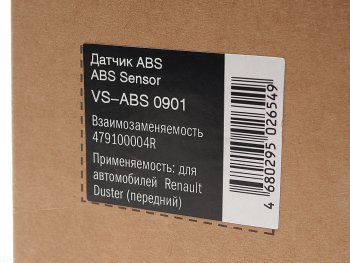 Датчик ABS
ABS Sensor
VS–ABS 0901
Взаимозаменяемость
479100004R
Применяемость: для
автомобилей Renault
Duster (передний)
4 680295 026549